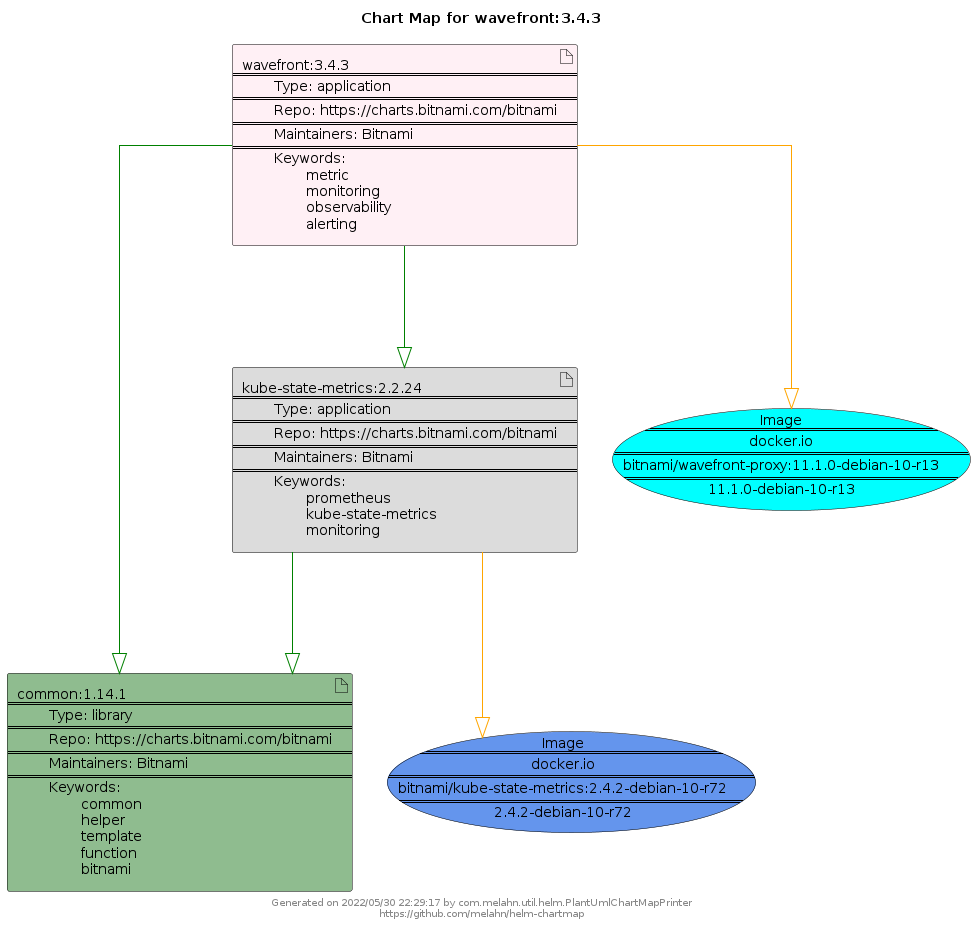 Chart Map for wavefront:3.4.3
wavefront:3.4.3
Type: application
Repo: https://charts.bitnami.com/bitnami
Maintainers: Bitnami
Keywords:
metric
monitoring
observability
alerting
kube-state-metrics:2.2.24
Type: application
Repo: https://charts.bitnami.com/bitnami
Maintainers: Bitnami
Keywords:
prometheus
kube-state-metrics
monitoring
Image
docker.io
bitnami/wavefront-proxy:11.1.0-debian-10-r13
11.1.0-debian-10-r13
common:1.14.1
Type: library
Repo: https://charts.bitnami.com/bitnami
Maintainers: Bitnami
Keywords:
common
helper
template
function
bitnami
Image
docker.io
bitnami/kube-state-metrics:2.4.2-debian-10-r72
2.4.2-debian-10-r72
Generated on 2022/05/30 22:29:17 by com.melahn.util.helm.PlantUmlChartMapPrinter
https://github.com/melahn/helm-chartmap